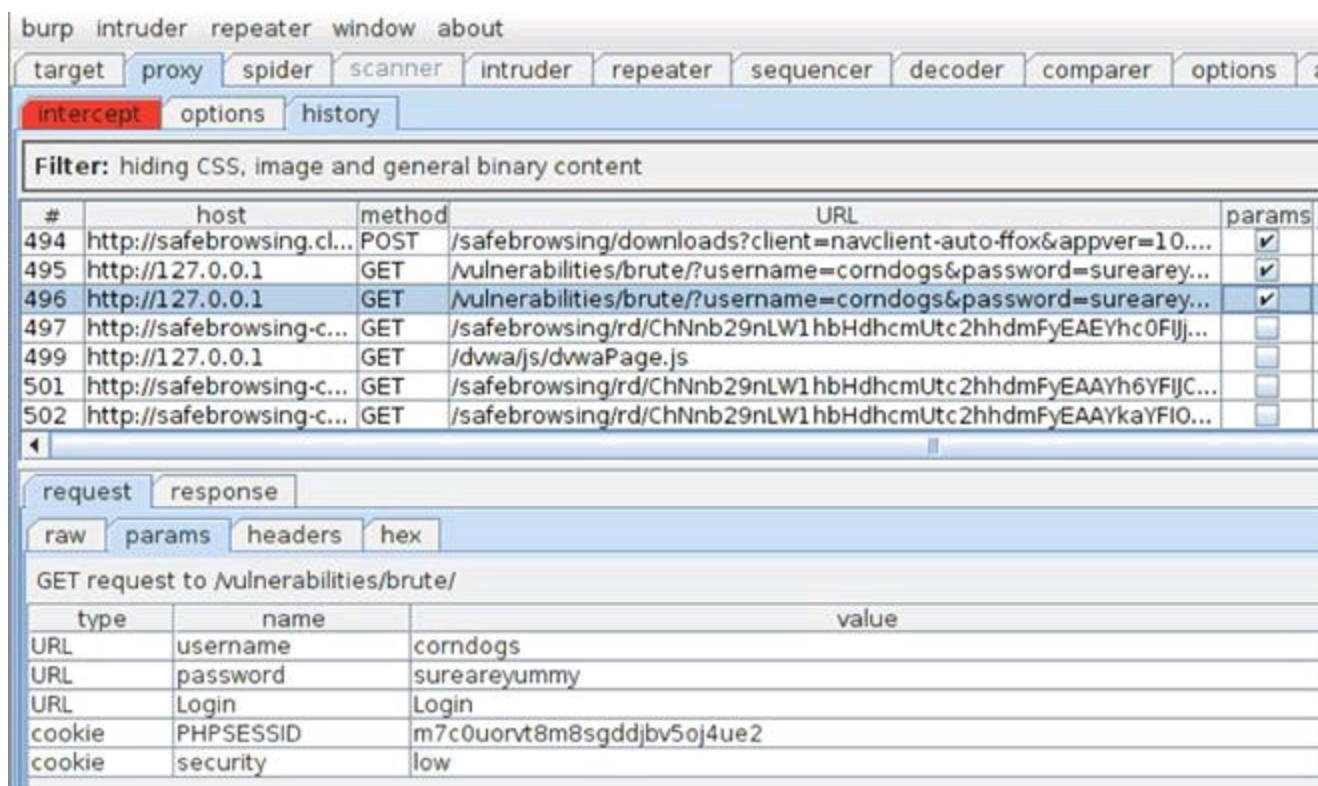 burp intruder repeater window about
target proxy spider scanner intruder repeater sequencer decoder comparer options
intercept options history
Filter: hiding CSS, image and general binary content
# host method URL params
494 http://safebrowsing.cl... POST /safebrowsing/downloads?client=navclient-auto-ffox&appver=10....
495 http://127.0.0.1 GET /vulnerabilities/brute/?username=corndogs&password=surearey...
496 http://127.0.0.1 GET /vulnerabilities/brute/?username=corndogs&password=surearey...
497 http://safebrowsing-c... GET /safebrowsing/rd/ChNnb29nLW1hbHdhcmUtc2hhdmFyEAEYhc0FIJj...
499 http://127.0.0.1 GET /dvwa/js/dvwaPage.js
501 http://safebrowsing-c... GET /safebrowsing/rd/ChNnb29nLW1hbHdhcmUtc2hhdmFyEAAYh6YFIJC...
502 http://safebrowsing-c... GET /safebrowsing/rd/ChNnb29nLW1hbHdhcmUtc2hhdmFyEAAYkaYFIO...
request response
raw params headers hex
GET request to /vulnerabilities/brute/
type name value
URL username corndogs
URL password sureareyummy
URL Login Login
cookie PHPSESSID m7c0uorvt8m8sgddjbv5oj4ue2
cookie security low